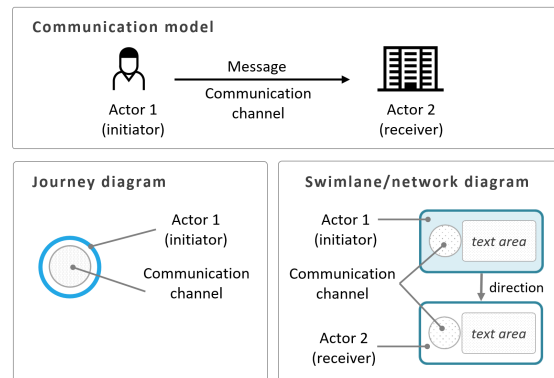 Communication model
Message
Communication
channel
Actor 1
(initiator)
Actor 2
(receiver)
Journey diagram
Actor 1
(initiator)
Communication
channel
Swimlane/network diagram
Actor 1
(initiator)
text area
Communication
channel
direction
text area
Actor 2
(receiver)